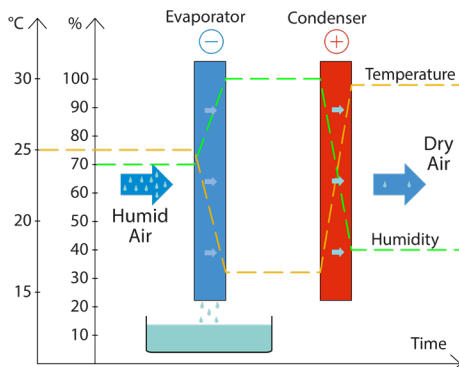 Evaporator
Condenser
°C
%
−
+
30
25
20
15
100
90
80
70
60
50
40
30
20
10
Temperature
Humid
Air
Dry
Air
Humidity
Time